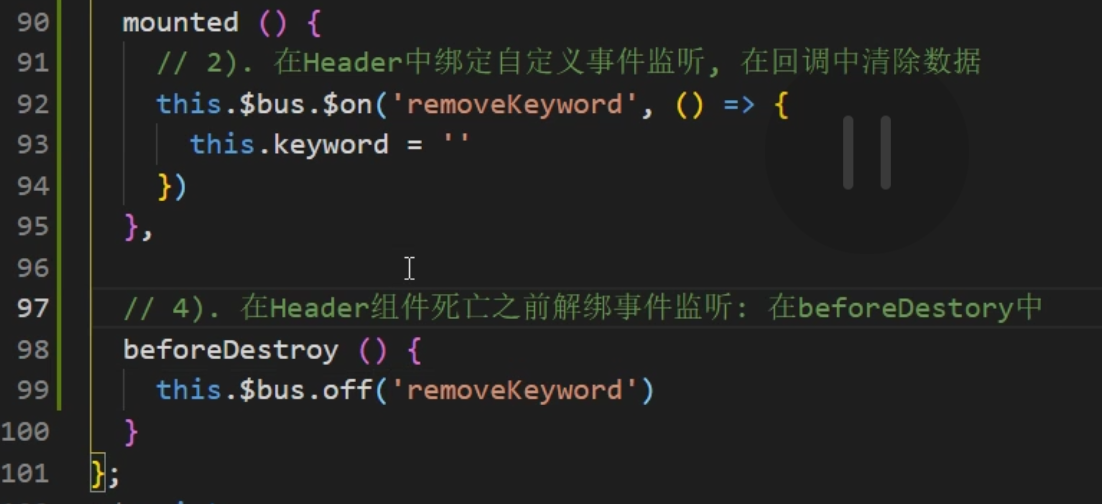 90 mounted () {
91 // 2). 在Header中绑定自定义事件监听, 在回调中清除数据
92 this.$bus.$on('removeKeyword', () => {
93 this.keyword = ''
94 })
95 },
96
97 // 4). 在Header组件死亡之前解绑事件监听: 在beforeDestory中
98 beforeDestroy () {
99 this.$bus.off('removeKeyword')
100 }
101 };